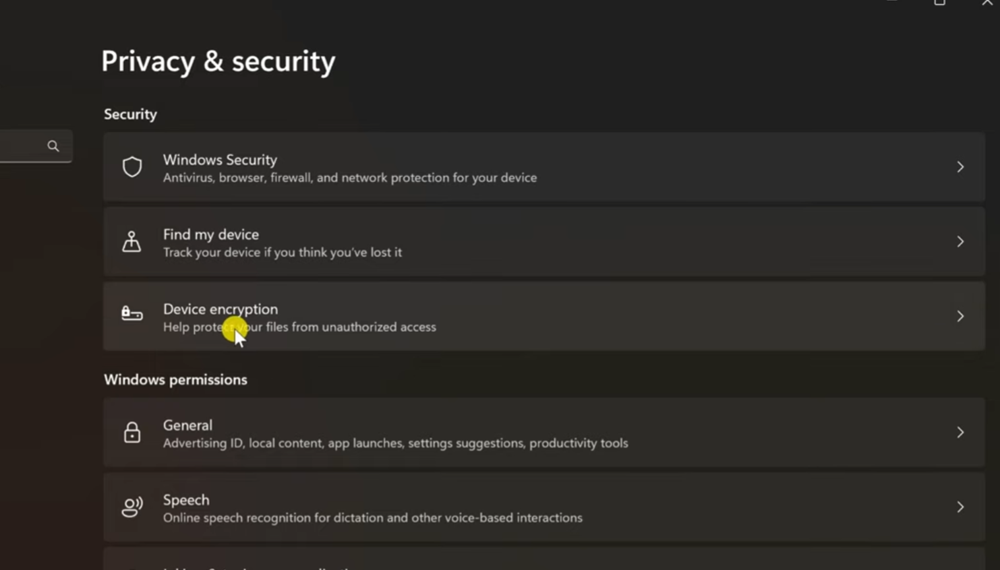 Privacy & security
Security
Windows Security
Antivirus, browser, firewall, and network protection for your device
Find my device
Track your device if you think you've lost it
Device encryption
Help protect your files from unauthorized access
Windows permissions
General
Advertising ID, local content, app launches, settings suggestions, productivity tools
Speech
Online speech recognition for dictation and other voice-based interactions